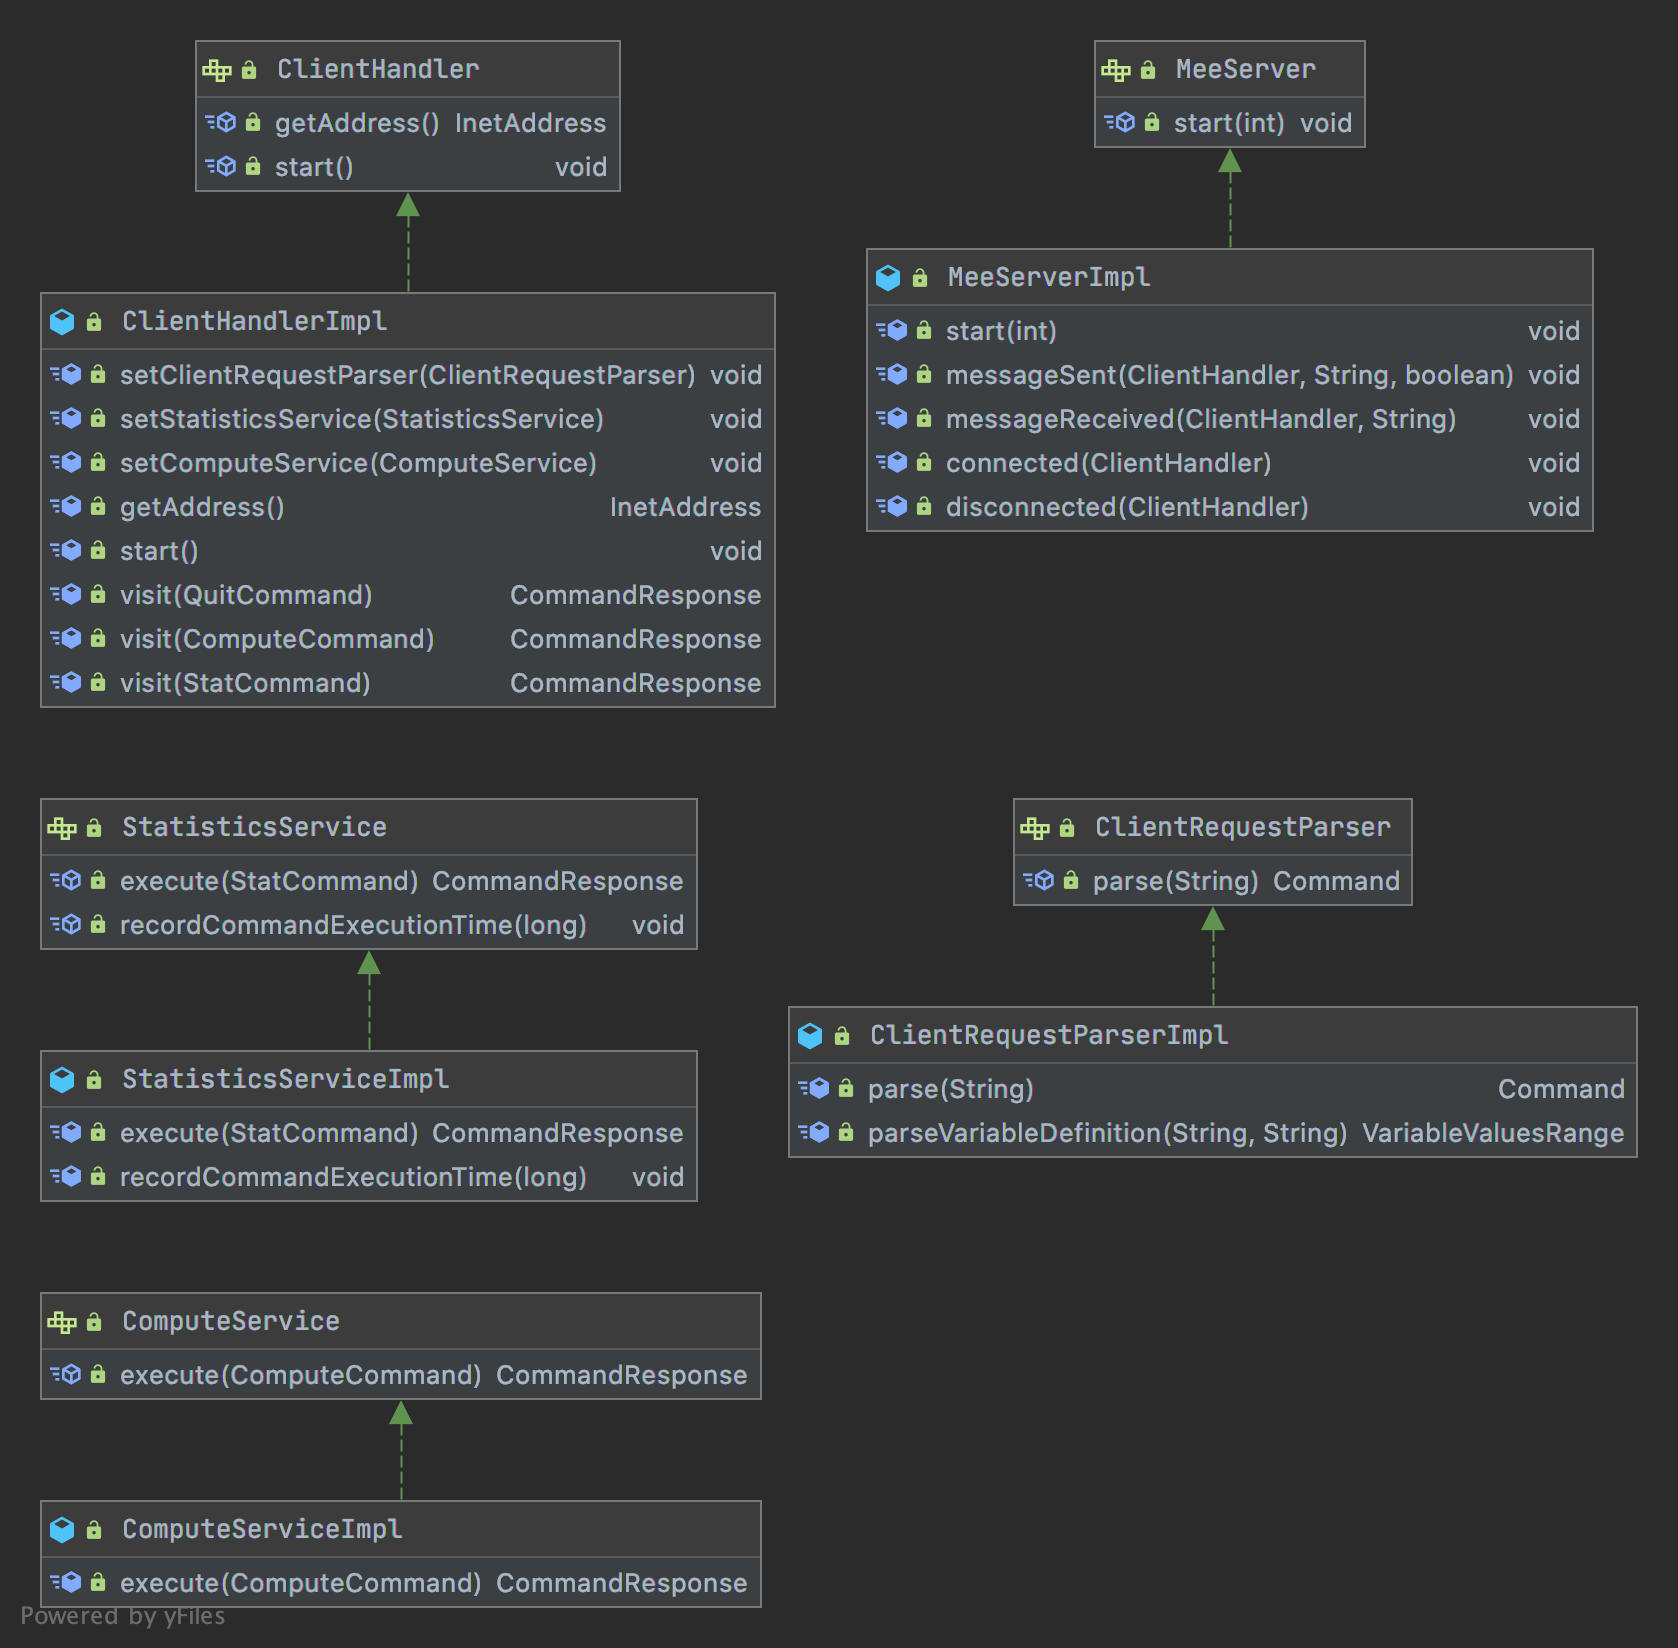 ClientHandler
getAddress() InetAddress
start() void
MeeServer
start(int) void
ClientHandlerImpl
setClientRequestParser(ClientRequestParser) void
setStatisticsService(StatisticsService) void
setComputeService(ComputeService) void
getAddress() InetAddress
start() void
visit(QuitCommand) CommandResponse
visit(ComputeCommand) CommandResponse
visit(StatCommand) CommandResponse
MeeServerImpl
start(int) void
messageSent(ClientHandler, String, boolean) void
messageReceived(ClientHandler, String) void
connected(ClientHandler) void
disconnected(ClientHandler) void
StatisticsService
execute(StatCommand) CommandResponse
recordCommandExecutionTime(long) void
ClientRequestParser
parse(String) Command
StatisticsServiceImpl
execute(StatCommand) CommandResponse
recordCommandExecutionTime(long) void
ClientRequestParserImpl
parse(String) Command
parseVariableDefinition(String, String) VariableValuesRange
ComputeService
execute(ComputeCommand) CommandResponse
ComputeServiceImpl
execute(ComputeCommand) CommandResponse
Powered by yFiles